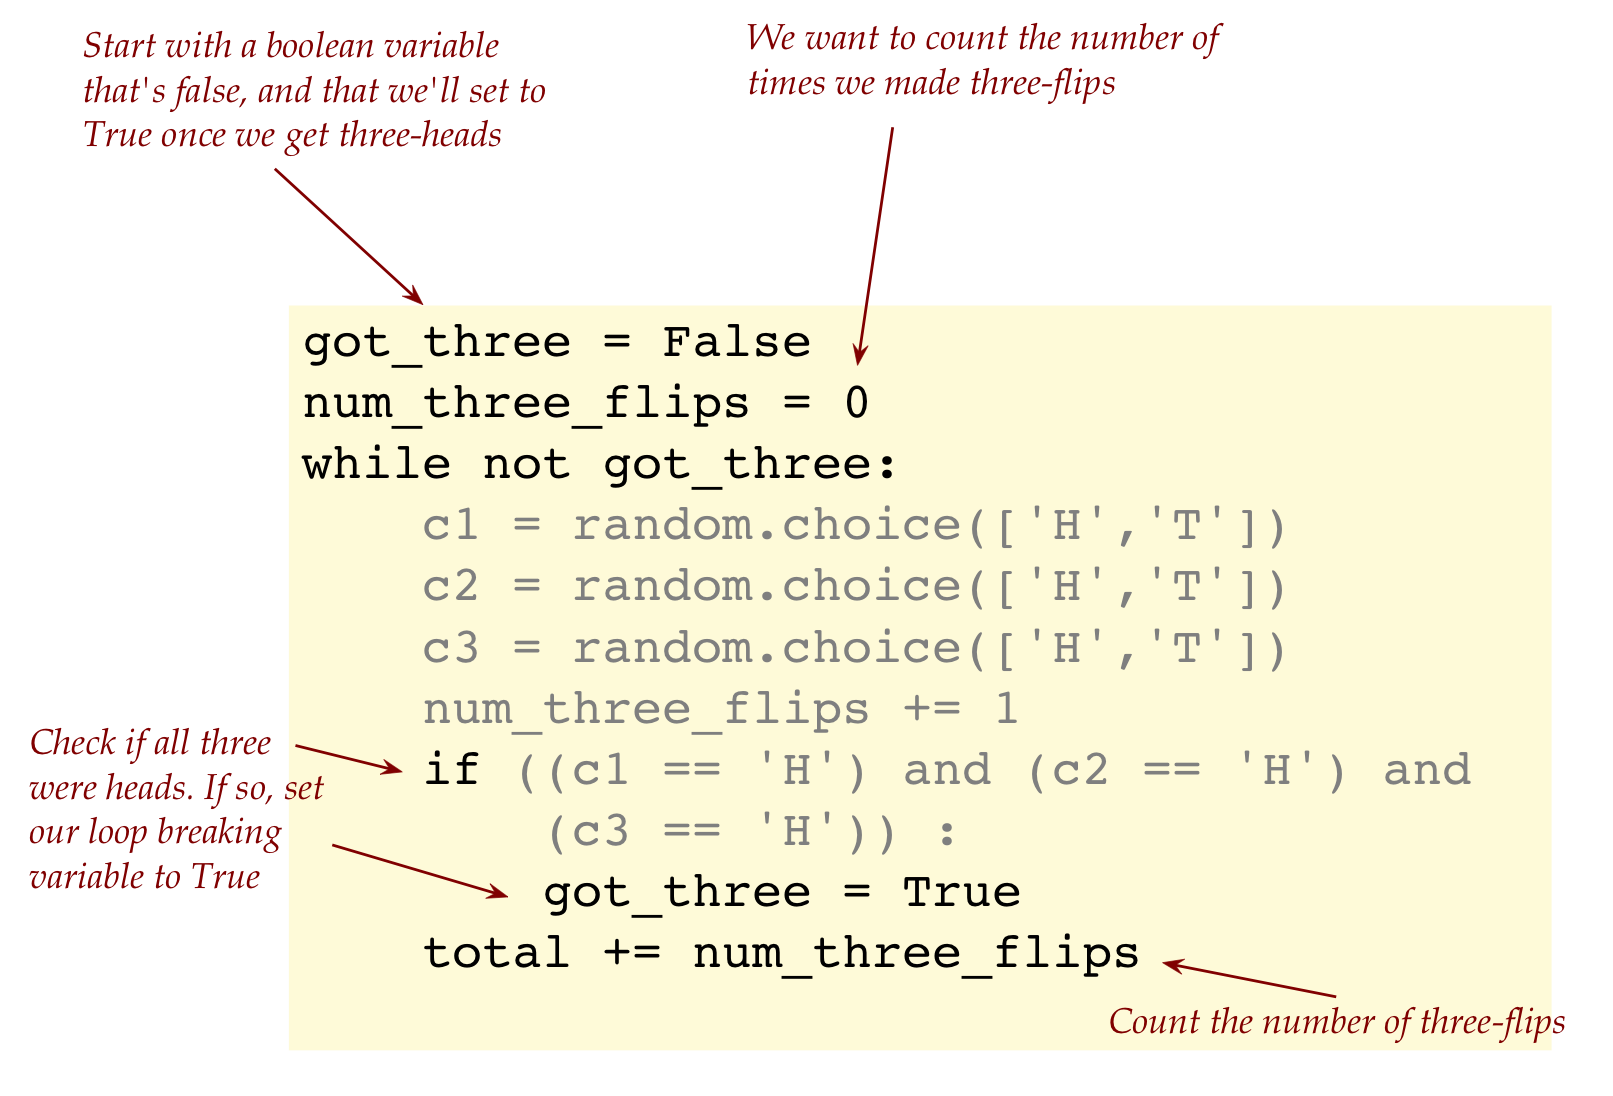 Start with a boolean variable
that's false, and that we'll set to
True once we get three-heads
We want to count the number of
times we made three-flips
got_three = False
num_three_flips = 0
while not got_three:
    c1 = random.choice(['H','T'])
    c2 = random.choice(['H','T'])
    c3 = random.choice(['H','T'])
    num_three_flips += 1
    if ((c1 == 'H') and (c2 == 'H') and
        (c3 == 'H')) :
        got_three = True
    total += num_three_flips
Check if all three
were heads. If so, set
our loop breaking
variable to True
Count the number of three-flips